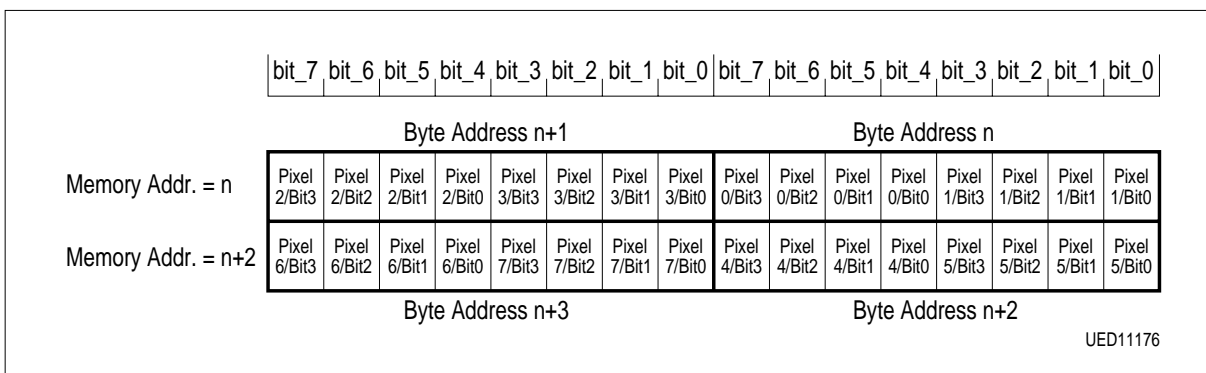 bit_7 bit_6 bit_5 bit_4 bit_3 bit_2 bit_1 bit_0 bit_7 bit_6 bit_5 bit_4 bit_3 bit_2 bit_1 bit_0
Byte Address n+1 Byte Address n
Memory Addr. = n
Pixel Pixel Pixel Pixel Pixel Pixel Pixel Pixel Pixel Pixel Pixel Pixel Pixel Pixel Pixel Pixel
2/Bit3 2/Bit2 2/Bit1 2/Bit0 3/Bit3 3/Bit2 3/Bit1 3/Bit0 0/Bit3 0/Bit2 0/Bit1 0/Bit0 1/Bit3 1/Bit2 1/Bit1 1/Bit0
Memory Addr. = n+2
Pixel Pixel Pixel Pixel Pixel Pixel Pixel Pixel Pixel Pixel Pixel Pixel Pixel Pixel Pixel Pixel
6/Bit3 6/Bit2 6/Bit1 6/Bit0 7/Bit3 7/Bit2 7/Bit1 7/Bit0 4/Bit3 4/Bit2 4/Bit1 4/Bit0 5/Bit3 5/Bit2 5/Bit1 5/Bit0
Byte Address n+3 Byte Address n+2
UED11176